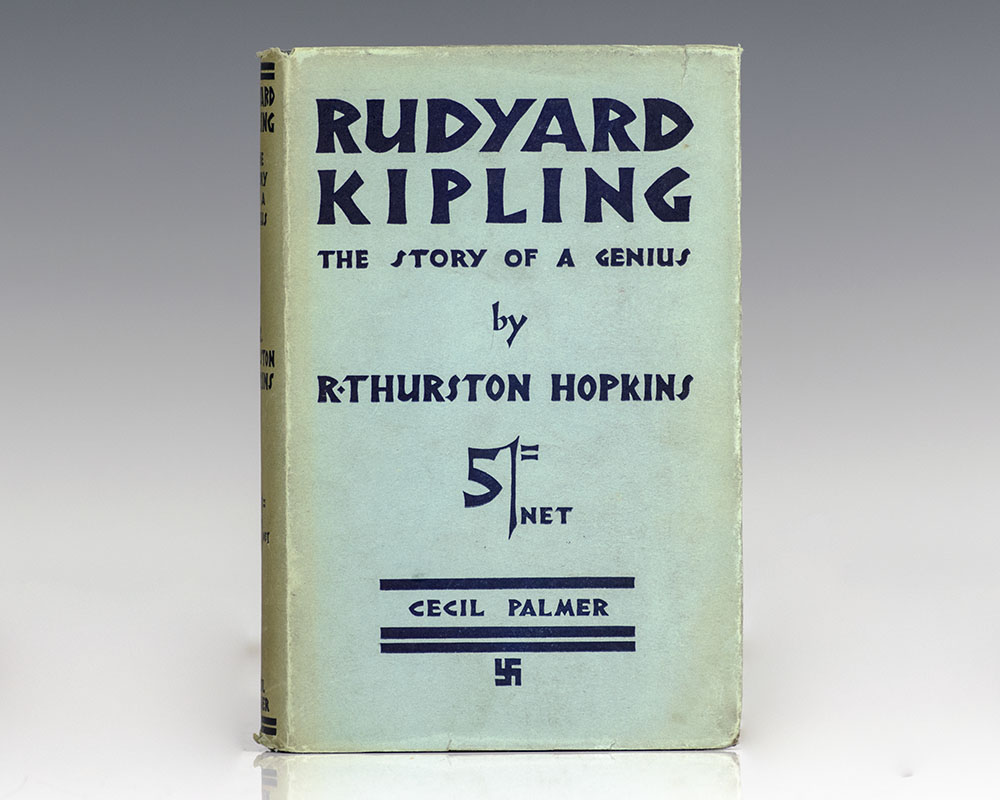 RUDYARD
KIPLING
THE STORY OF A GENIUS
by
R·THURSTON HOPKINS
5/= NET
CECIL PALMER